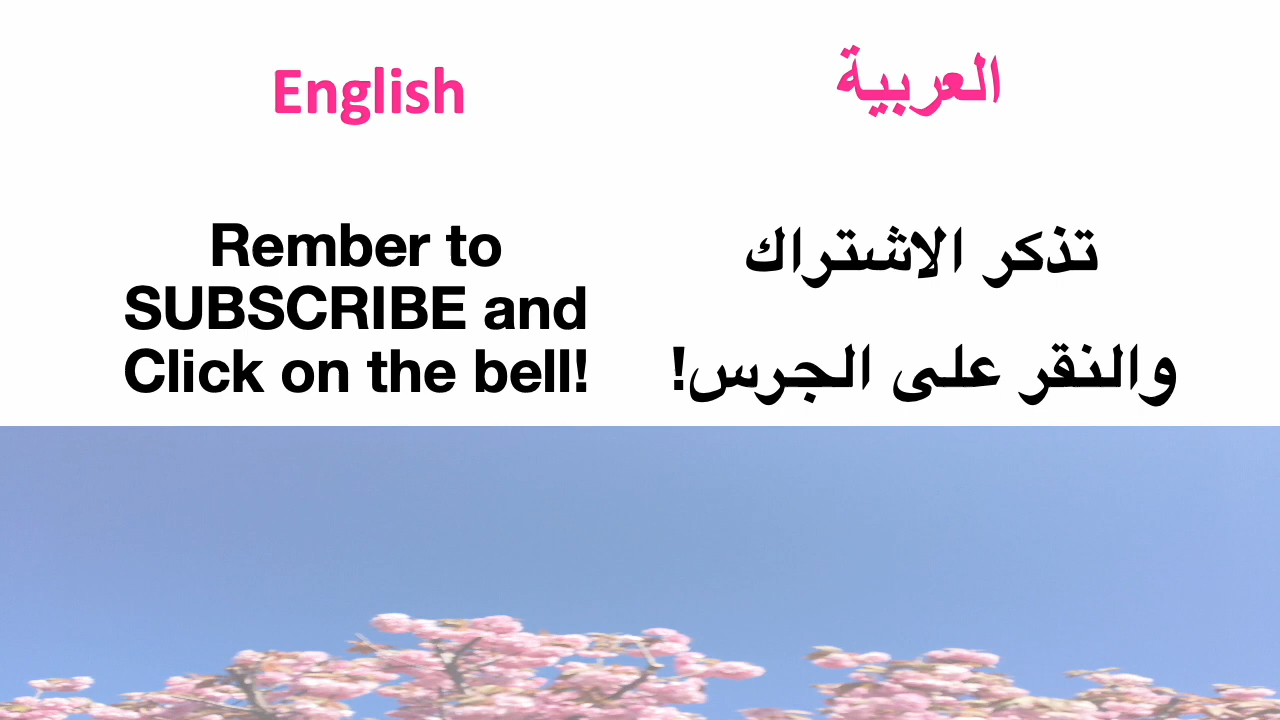 English
العربية
Rember to
SUBSCRIBE and
Click on the bell!
تذكر الاشتراك
والنقر على الجرس!